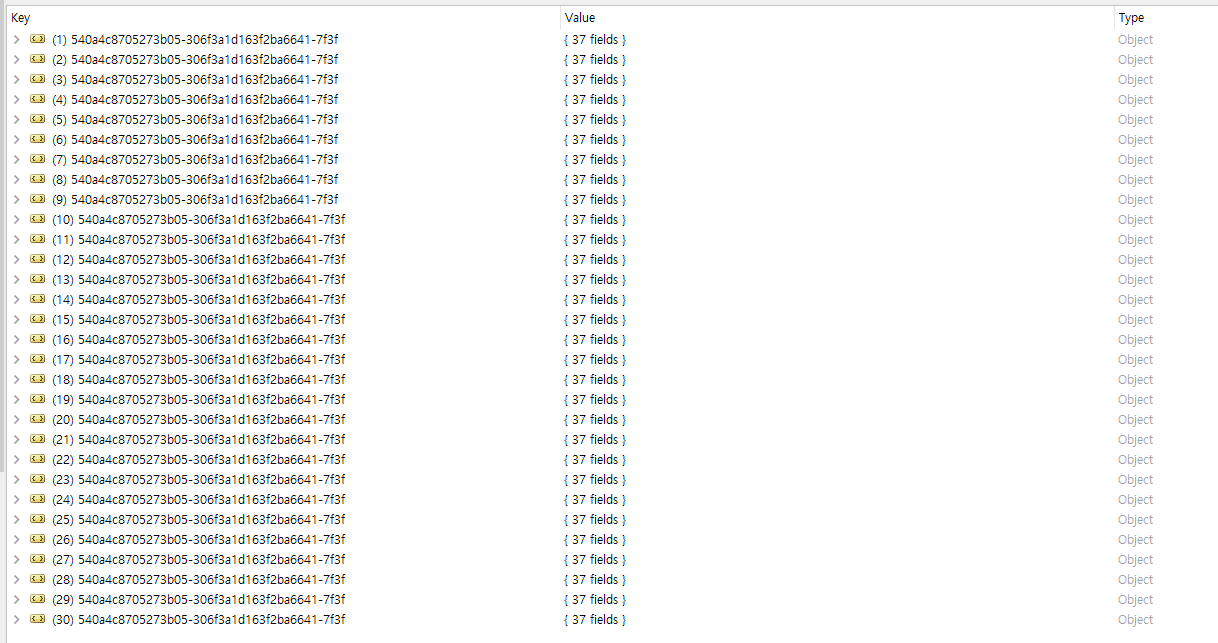 Key Value Type
(1) 540a4c8705273b05-306f3a1d163f2ba6641-7f3f { 37 fields } Object
(2) 540a4c8705273b05-306f3a1d163f2ba6641-7f3f { 37 fields } Object
(3) 540a4c8705273b05-306f3a1d163f2ba6641-7f3f { 37 fields } Object
(4) 540a4c8705273b05-306f3a1d163f2ba6641-7f3f { 37 fields } Object
(5) 540a4c8705273b05-306f3a1d163f2ba6641-7f3f { 37 fields } Object
(6) 540a4c8705273b05-306f3a1d163f2ba6641-7f3f { 37 fields } Object
(7) 540a4c8705273b05-306f3a1d163f2ba6641-7f3f { 37 fields } Object
(8) 540a4c8705273b05-306f3a1d163f2ba6641-7f3f { 37 fields } Object
(9) 540a4c8705273b05-306f3a1d163f2ba6641-7f3f { 37 fields } Object
(10) 540a4c8705273b05-306f3a1d163f2ba6641-7f3f { 37 fields } Object
(11) 540a4c8705273b05-306f3a1d163f2ba6641-7f3f { 37 fields } Object
(12) 540a4c8705273b05-306f3a1d163f2ba6641-7f3f { 37 fields } Object
(13) 540a4c8705273b05-306f3a1d163f2ba6641-7f3f { 37 fields } Object
(14) 540a4c8705273b05-306f3a1d163f2ba6641-7f3f { 37 fields } Object
(15) 540a4c8705273b05-306f3a1d163f2ba6641-7f3f { 37 fields } Object
(16) 540a4c8705273b05-306f3a1d163f2ba6641-7f3f { 37 fields } Object
(17) 540a4c8705273b05-306f3a1d163f2ba6641-7f3f { 37 fields } Object
(18) 540a4c8705273b05-306f3a1d163f2ba6641-7f3f { 37 fields } Object
(19) 540a4c8705273b05-306f3a1d163f2ba6641-7f3f { 37 fields } Object
(20) 540a4c8705273b05-306f3a1d163f2ba6641-7f3f { 37 fields } Object
(21) 540a4c8705273b05-306f3a1d163f2ba6641-7f3f { 37 fields } Object
(22) 540a4c8705273b05-306f3a1d163f2ba6641-7f3f { 37 fields } Object
(23) 540a4c8705273b05-306f3a1d163f2ba6641-7f3f { 37 fields } Object
(24) 540a4c8705273b05-306f3a1d163f2ba6641-7f3f { 37 fields } Object
(25) 540a4c8705273b05-306f3a1d163f2ba6641-7f3f { 37 fields } Object
(26) 540a4c8705273b05-306f3a1d163f2ba6641-7f3f { 37 fields } Object
(27) 540a4c8705273b05-306f3a1d163f2ba6641-7f3f { 37 fields } Object
(28) 540a4c8705273b05-306f3a1d163f2ba6641-7f3f { 37 fields } Object
(29) 540a4c8705273b05-306f3a1d163f2ba6641-7f3f { 37 fields } Object
(30) 540a4c8705273b05-306f3a1d163f2ba6641-7f3f { 37 fields } Object